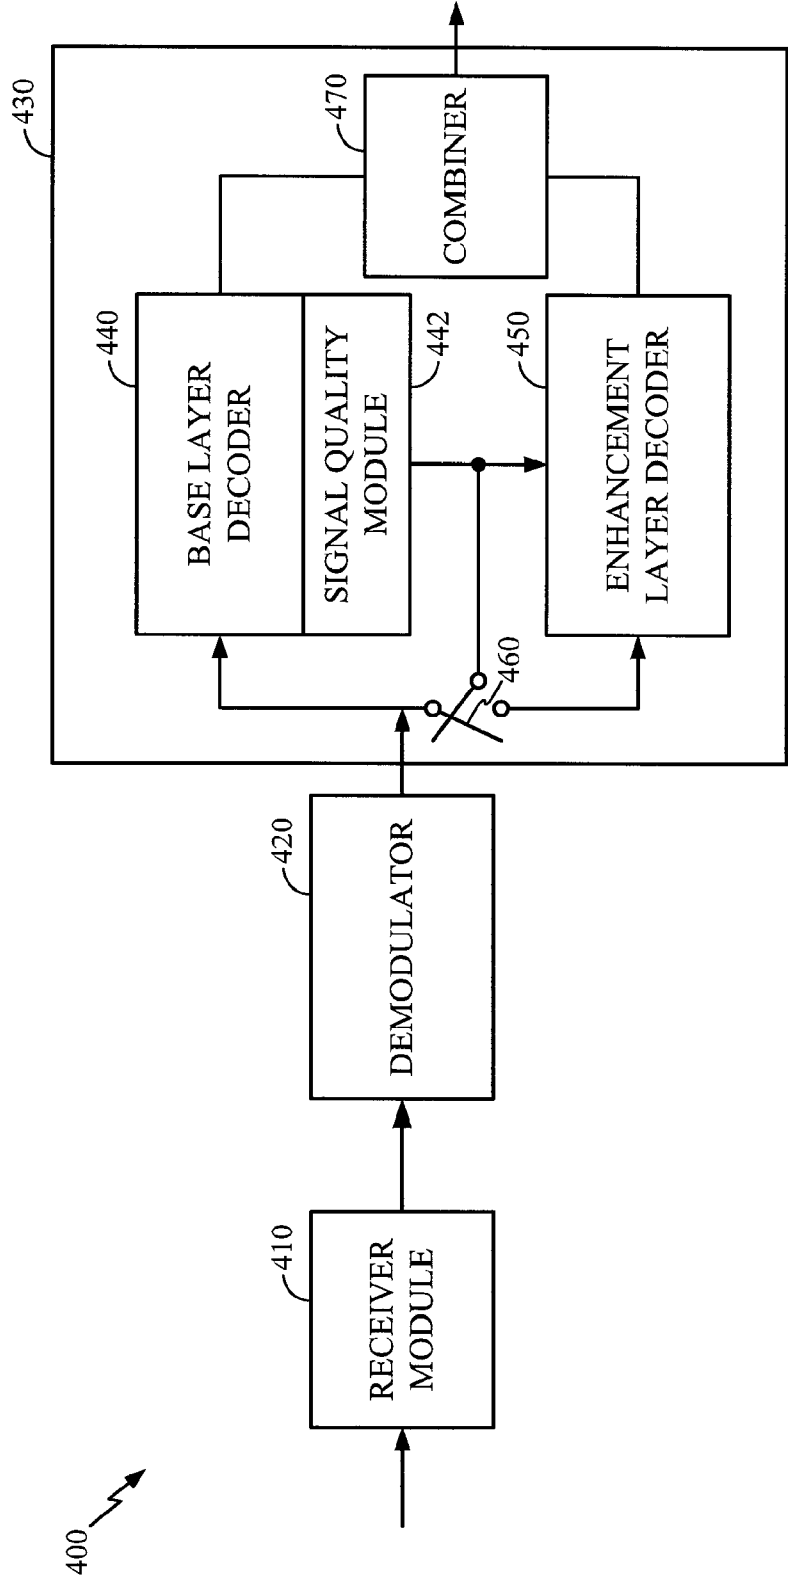 400
410
RECEIVER
MODULE
420
DEMODULATOR
430
440
BASE LAYER
DECODER
SIGNAL QUALITY
MODULE
442
460
450
ENHANCEMENT
LAYER DECODER
470
COMBINER